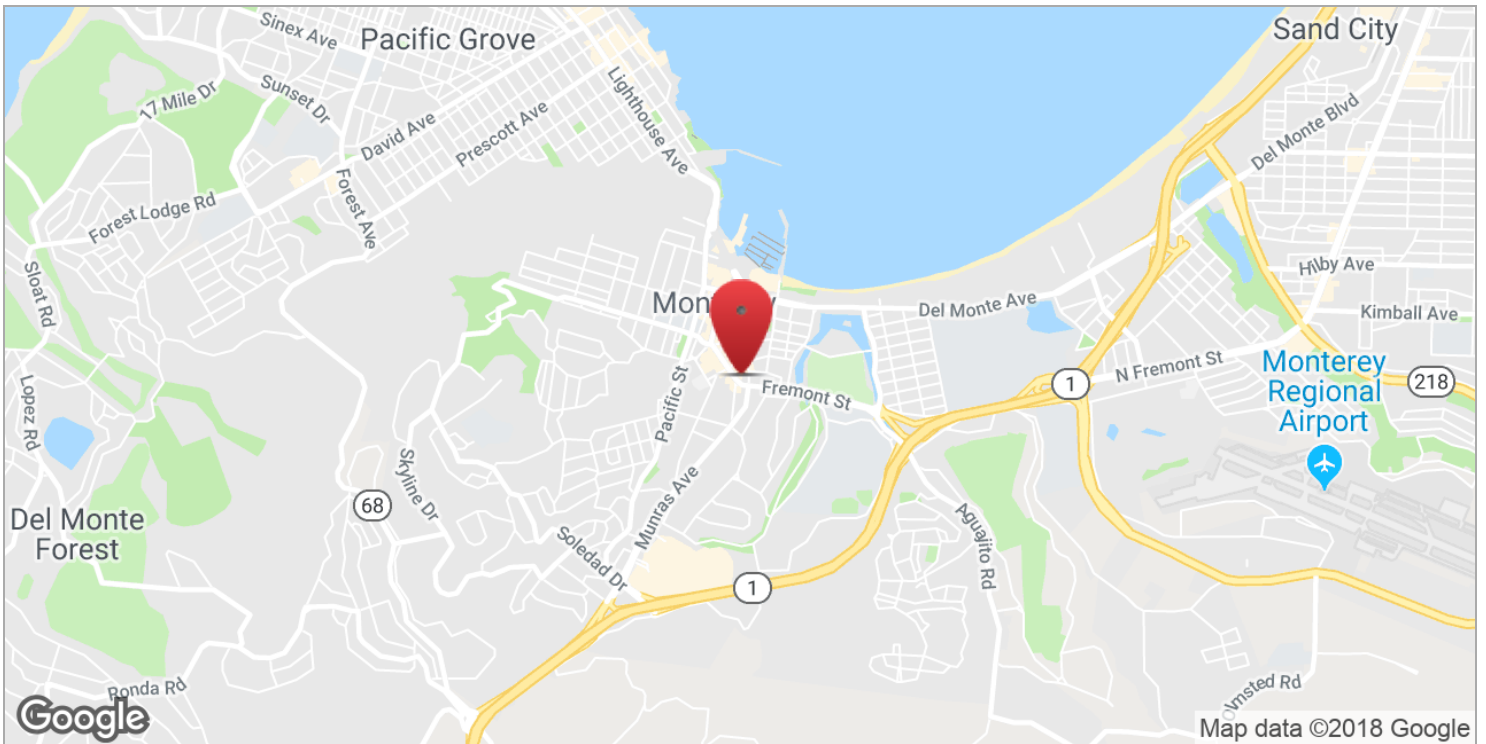 Sinex Ave
Pacific Grove
Sand City
17 Mile Dr
Sunset Dr
Lighthouse Ave
David Ave
Prescott Ave
Del Monte Blvd
Forest Ave
Forest Lodge Rd
Sloat Rd
Hilby Ave
Mon y
Del Monte Ave
Kimball Ave
N Fremont St
Monterey
Regional
Airport
218
1
Lopez Rd
Pacific St
Fremont St
68
Skyline Dr
Munras Ave
Aguajito Rd
Del Monte
Forest
Soledad Dr
1
Ronda Rd
Olmsted Rd
Google
Map data ©2018 Google